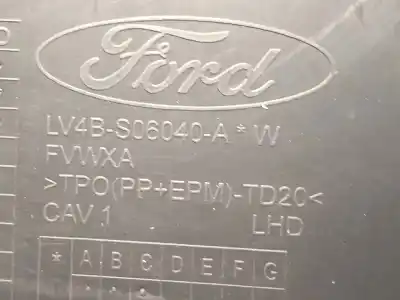 Ford
LV4B-S06040-A*W
FVWXA
>TPO(PP+EPM)-TD20<
CAV 1 LHD
* A B C D E F G